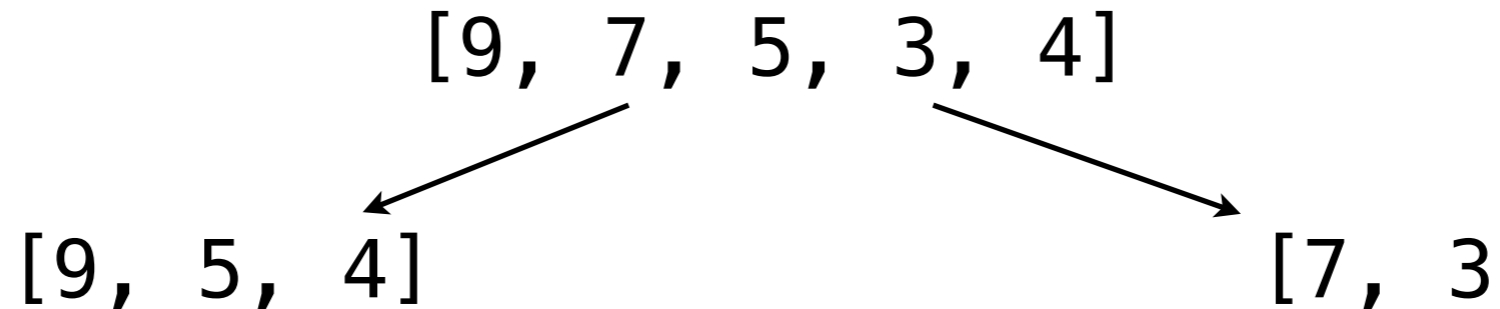 [9, 7, 5, 3, 4]
[9, 5, 4] [7, 3